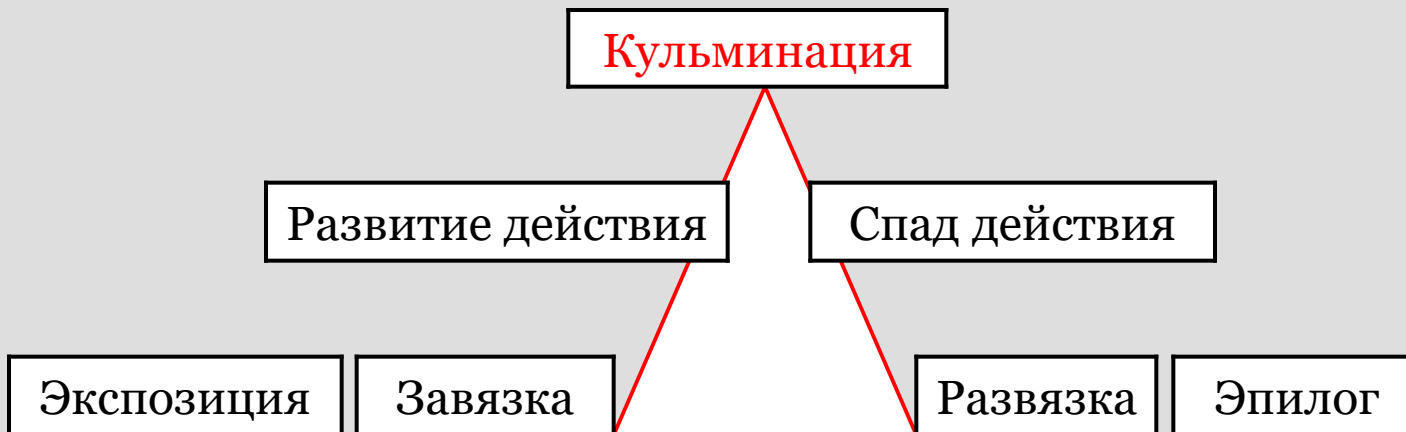 Кульминация
Развитие действия
Спад действия
Экспозиция
Завязка
Развязка
Эпилог